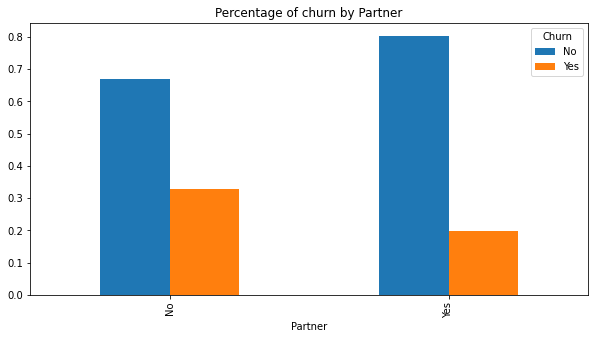 Percentage of churn by Partner
0.8
0.7
0.6
0.5
0.4
0.3
0.2
0.1
0.0
Churn
No
Yes
No
Yes
Partner